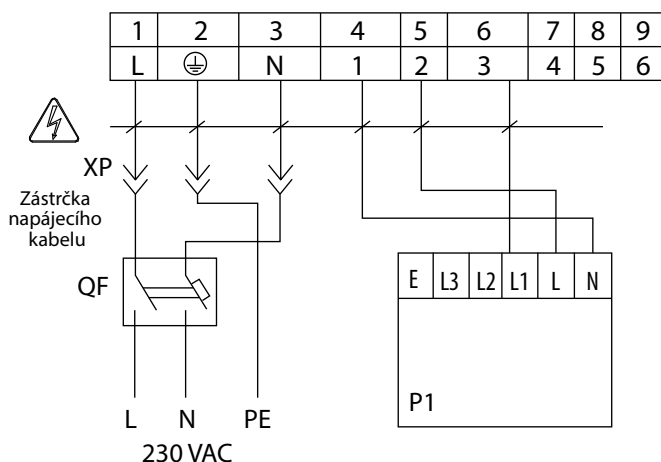 1 2 3 4 5 6 7 8 9
L N 1 2 3 4 5 6
XP
Zástrčka
napájecího
kabelu
QF
E L3 L2 L1 L N
P1
L N PE
230 VAC